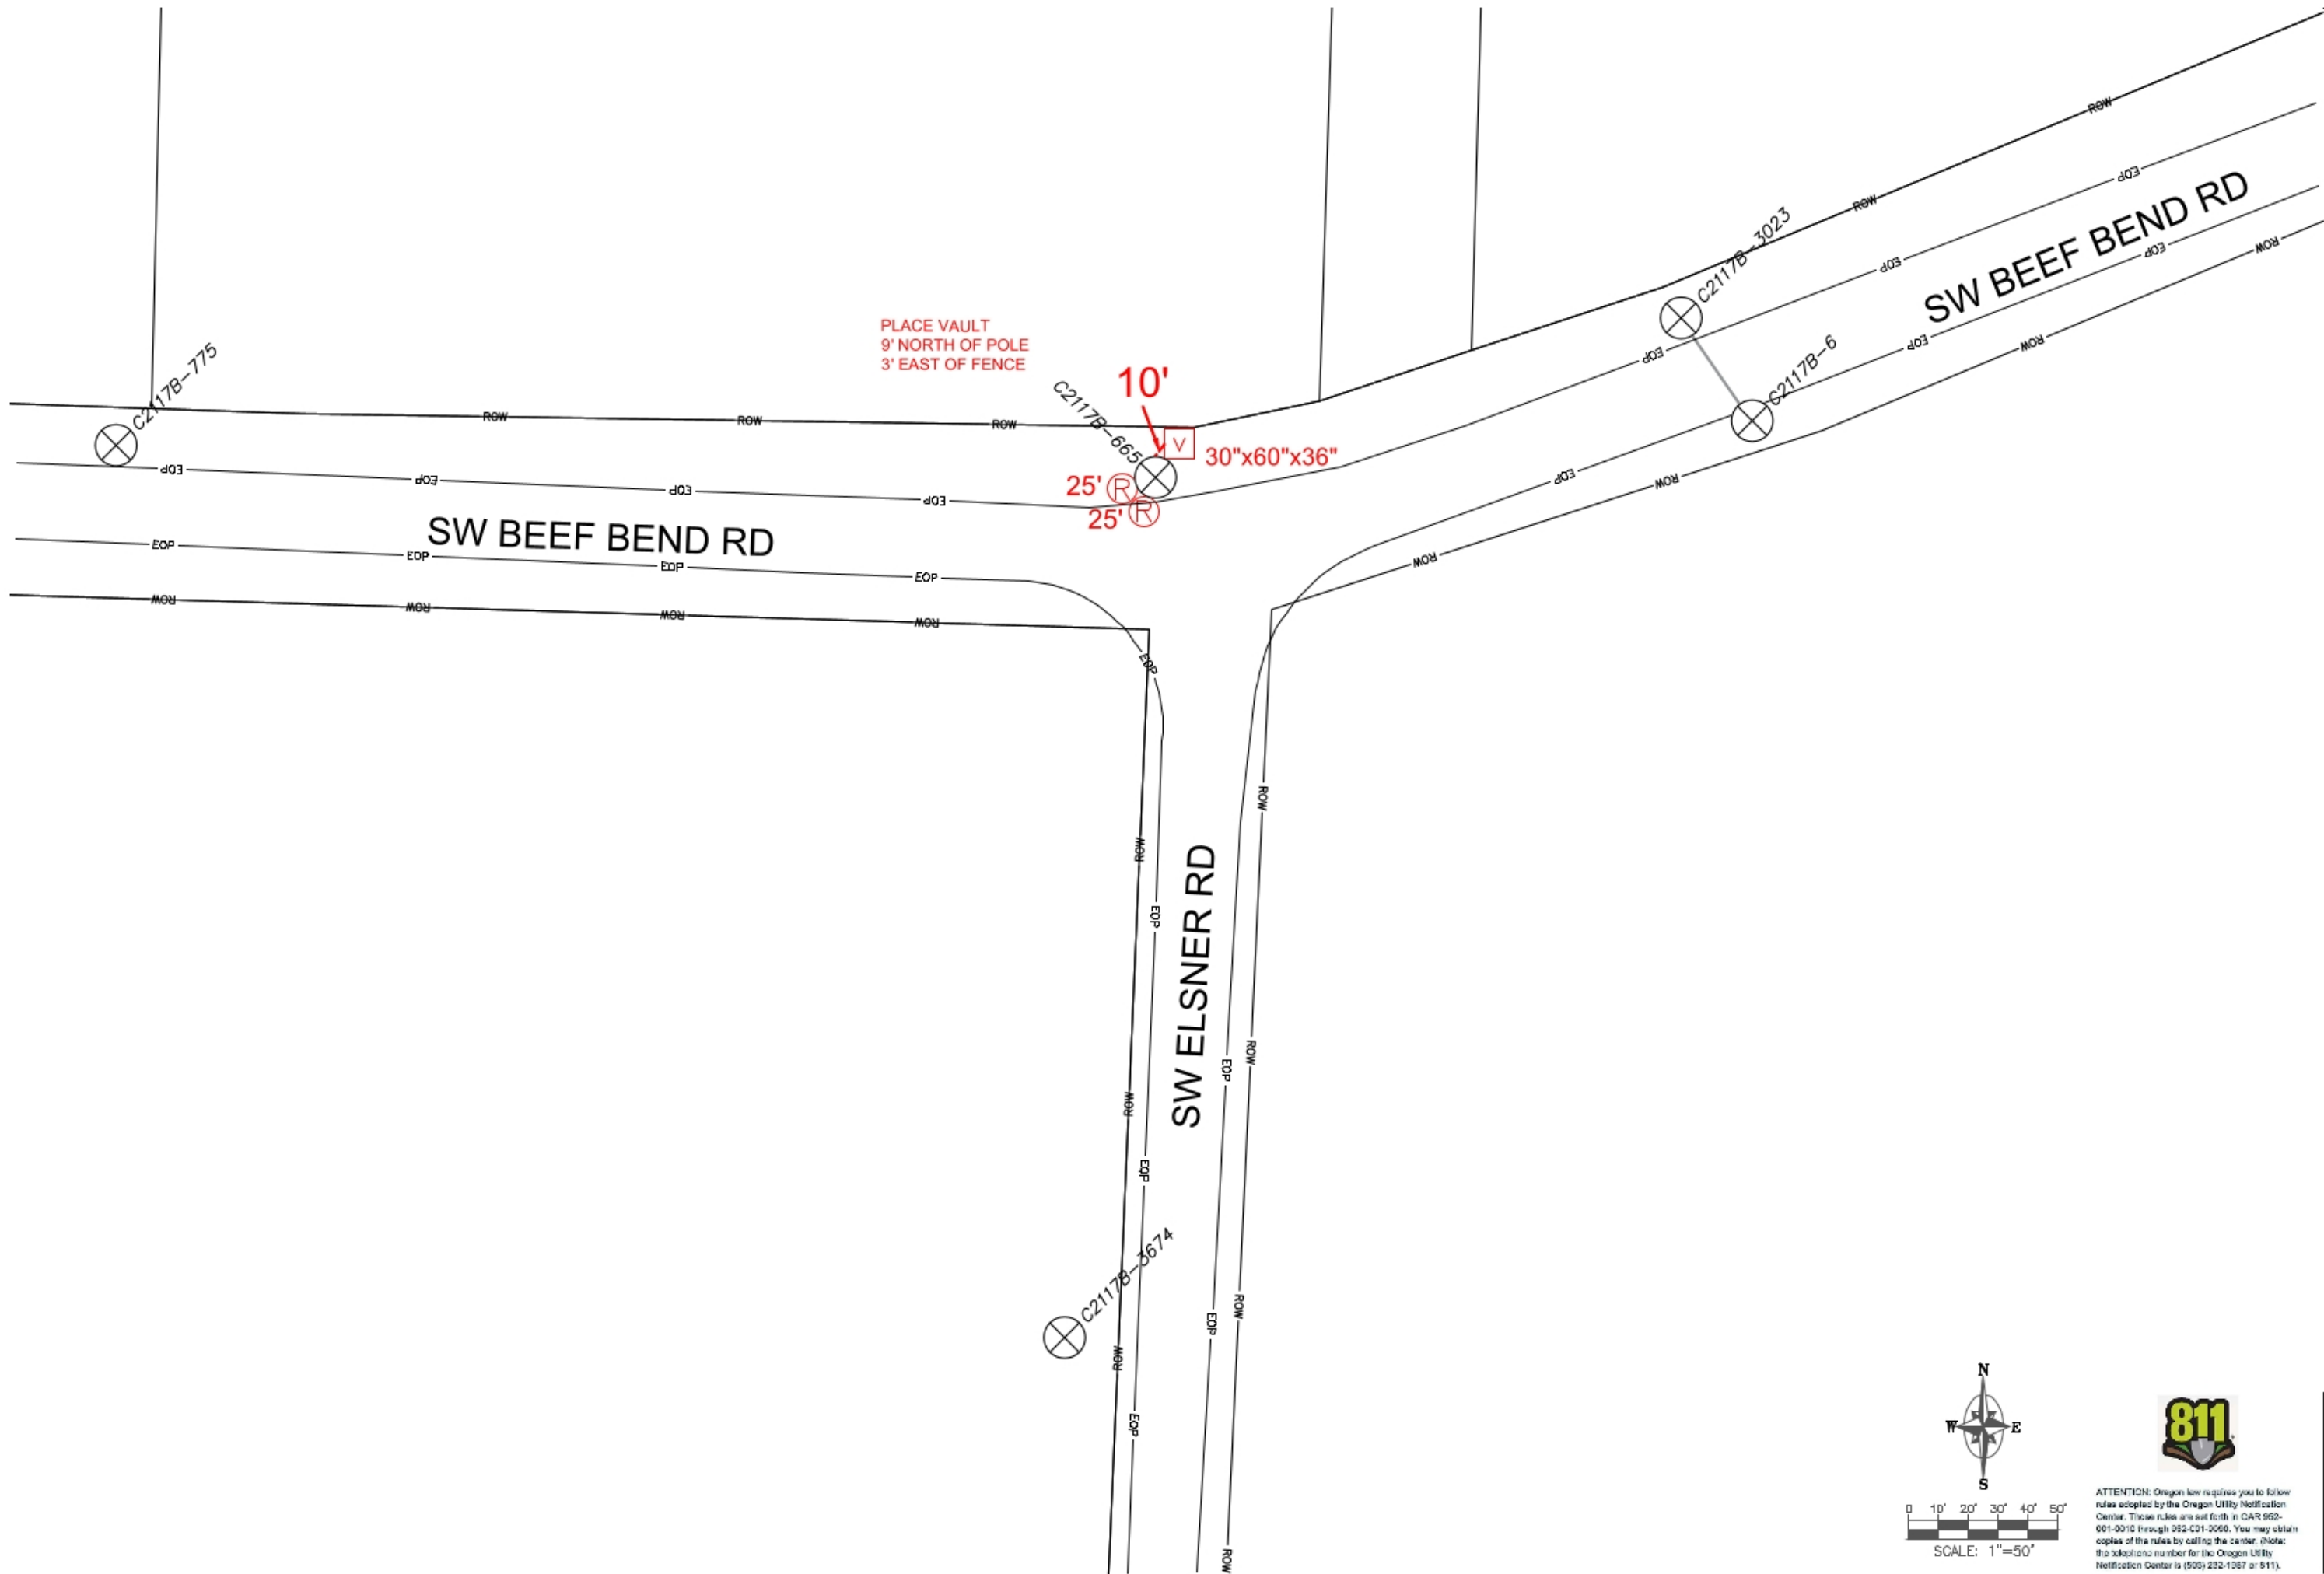 ROW
EOP
SW BEEF BEND RD
C2117B-3023
EOP
EOP
ROW
ROW
EOP
EOP
ROW
EOP
C2117B-6
PLACE VAULT
9' NORTH OF POLE
3' EAST OF FENCE
C2117B-775
10'
C2117B-665
V
30"x60"x36"
25' R
25' R
ROW
ROW
ROW
EOP
EOP
EOP
EOP
EOP
ROW
ROW
SW BEEF BEND RD
EOP
EOP
EOP
EOP
ROW
ROW
ROW
ROW
EOP
ROW
ROW
EOP
SW ELSNER RD
ROW
EOP
ROW
EOP
C2117B-3674
ROW
EOP
ROW
EOP
ROW
N
W E
S
0 10' 20' 30' 40' 50'
SCALE: 1"=50'
811
ATTENTION: Oregon law requires you to follow
rules adopted by the Oregon Utility Notification
Center. Those rules are set forth in OAR 952-
001-0010 through 952-001-0090. You may obtain
copies of the rules by calling the center. (Note:
the telephone number for the Oregon Utility
Notification Center is (503) 232-1987 or 811).